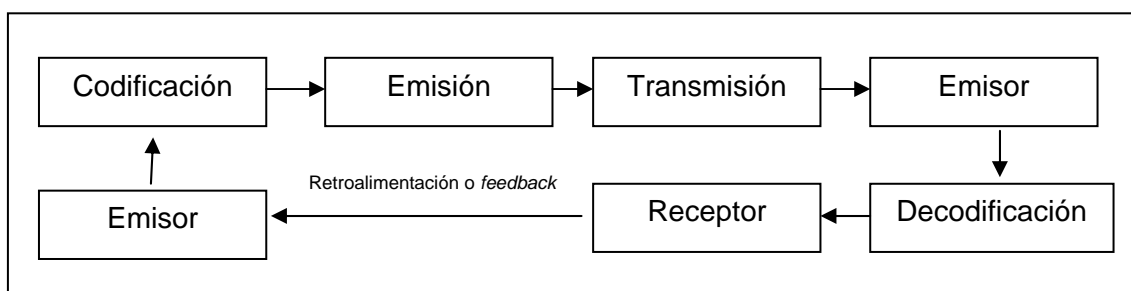 Codificación
Emisión
Transmisión
Emisor
Retroalimentación o feedback
Emisor
Receptor
Decodificación